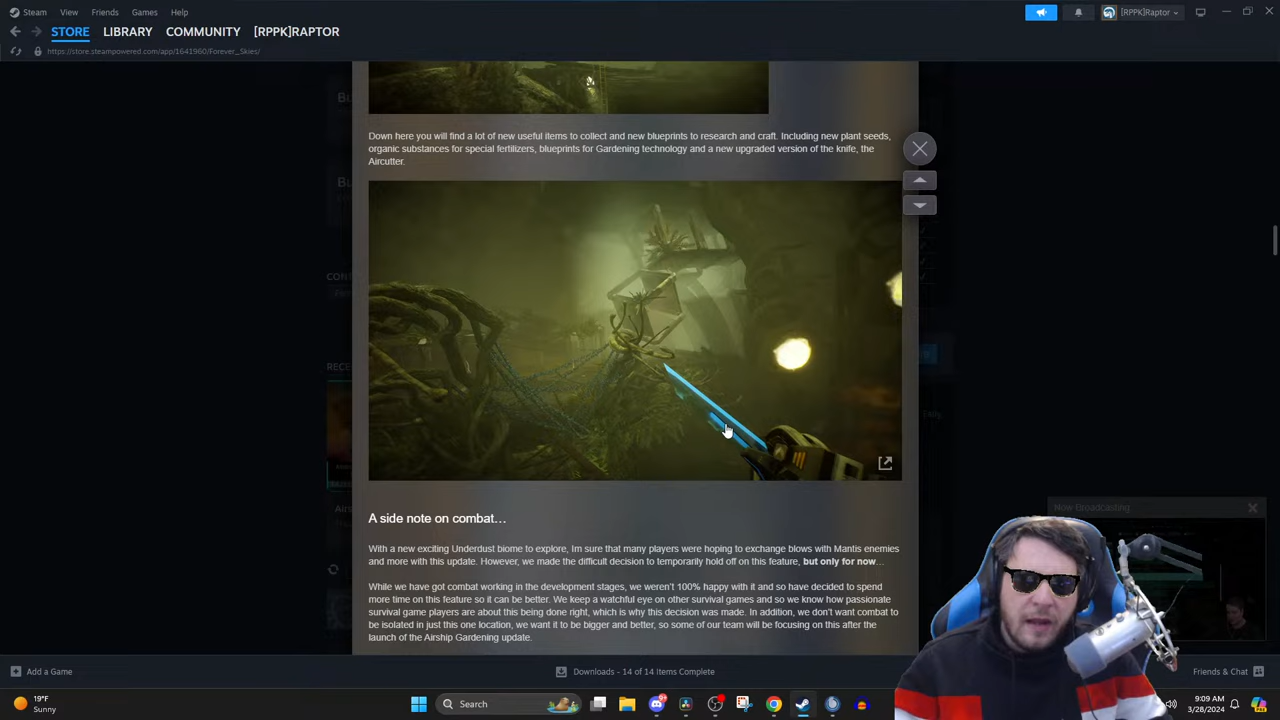 Steam View Friends Games Help
[RPPK]Raptor
STORE LIBRARY COMMUNITY [RPPK]RAPTOR
https://store.steampowered.com/app/1641960/Forever_Skies/
Down here you will find a lot of new useful items to collect and new blueprints to research and craft. Including new plant seeds,
organic substances for special fertilizers, blueprints for Gardening technology and a new upgraded version of the knife, the
Aircutter.
Now Broadcasting
A side note on combat…
With a new exciting Underdust biome to explore, Im sure that many players were hoping to exchange blows with Mantis enemies
and more with this update. However, we made the difficult decision to temporarily hold off on this feature, but only for now…
While we have got combat working in the development stages, we weren't 100% happy with it and so have decided to spend
more time on this feature so it can be better. We keep a watchful eye on other survival games and so we know how passionate
survival game players are about this being done right, which is why this decision was made. In addition, we don't want combat to
be isolated in just this one location, we want it to be bigger and better, so some of our team will be focusing on this after the
launch of the Airship Gardening update.
Add a Game
Downloads - 14 of 14 Items Complete
Friends & Chat
19°F
Sunny
Search
9:09 AM
3/28/2024